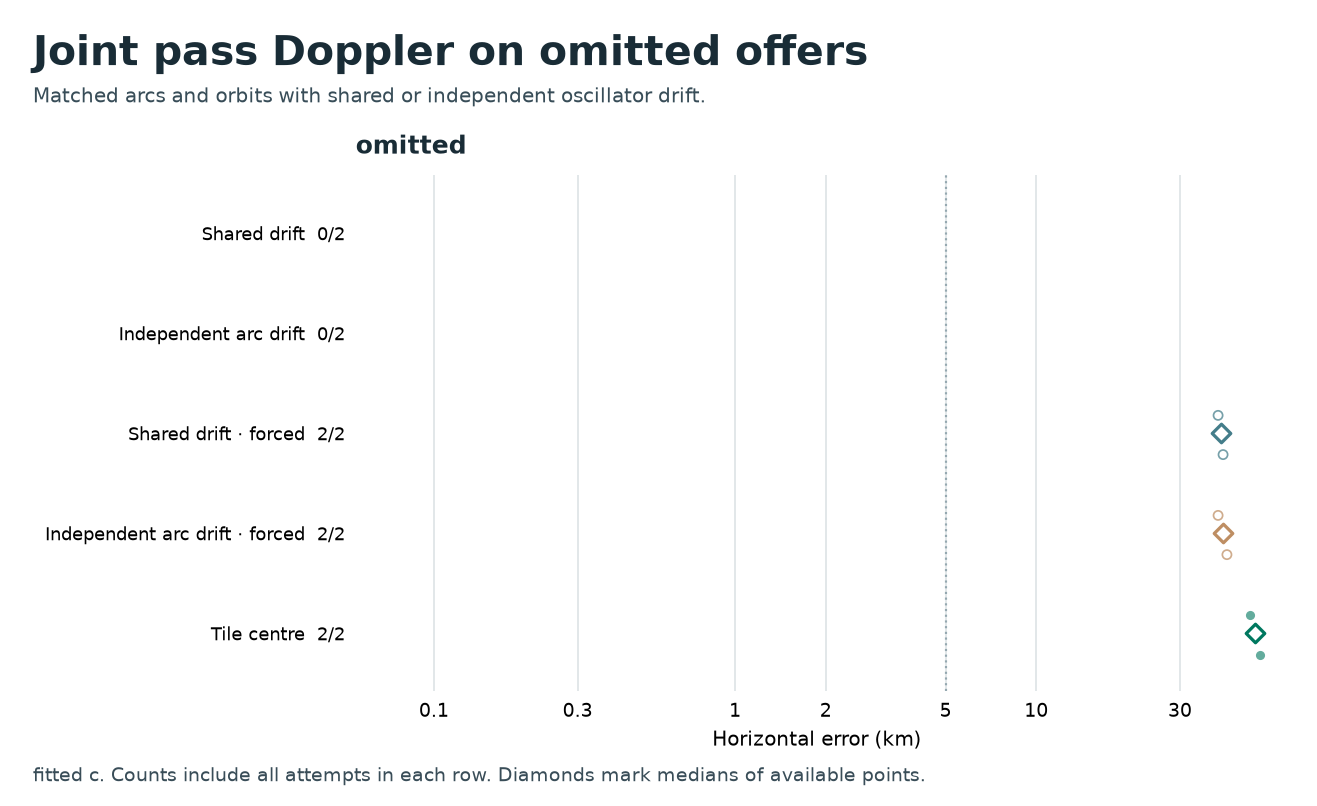 Joint pass Doppler on omitted offers
Matched arcs and orbits with shared or independent oscillator drift.
omitted
Shared drift 0/2
Independent arc drift 0/2
Shared drift · forced 2/2
Independent arc drift · forced 2/2
Tile centre 2/2
0.1 0.3 1 2 5 10 30
Horizontal error (km)
fitted c. Counts include all attempts in each row. Diamonds mark medians of available points.